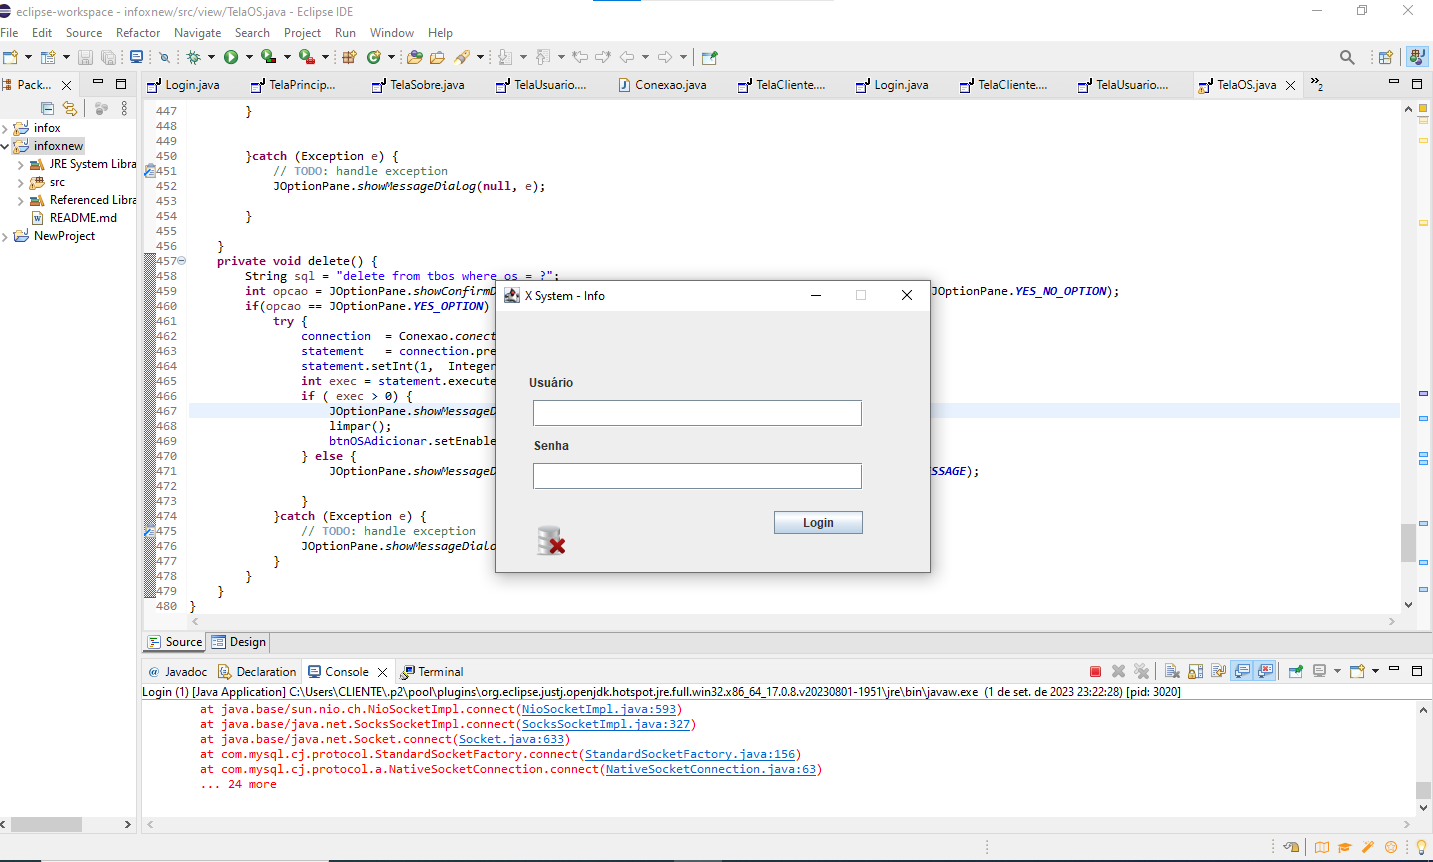 eclipse-workspace - infoxnew/src/view/TelaOS.java - Eclipse IDE
File Edit Source Refactor Navigate Search Project Run Window Help
Pack...
Login.java TelaPrincip... TelaSobre.java TelaUsuario.... Conexao.java TelaCliente.... Login.java TelaCliente.... TelaUsuario.... TelaOS.java »2
infox
infoxnew
JRE System Libra
src
Referenced Libra
README.md
NewProject
447 }
448
449
450 }catch (Exception e) {
451 // TODO: handle exception
452 JOptionPane.showMessageDialog(null, e);
453
454 }
455
456 }
457 private void delete() {
458 String sql = "delete from tbos where os = ?";
459 int opcao = JOptionPane.showConfirmD JOptionPane.YES_NO_OPTION);
460 if(opcao == JOptionPane.YES_OPTION)
461 try {
462 connection = Conexao.conect
463 statement = connection.pre
464 statement.setInt(1, Integer
465 int exec = statement.execute
466 if ( exec > 0) {
467 JOptionPane.showMessageD
468 limpar();
469 btnOSAdicionar.setEnable
470 } else {
471 JOptionPane.showMessageD SSAGE);
472
473 }
474 }catch (Exception e) {
475 // TODO: handle exception
476 JOptionPane.showMessageDialo
477 }
478 }
479 }
480 }
X System - Info
Usuário
Senha
Login
Source Design
@ Javadoc Declaration Console Terminal
Login (1) [Java Application] C:\Users\CLIENTE\.p2\pool\plugins\org.eclipse.justj.openjdk.hotspot.jre.full.win32.x86_64_17.0.8.v20230801-1951\jre\bin\javaw.exe (1 de set. de 2023 23:22:28) [pid: 3020]
at java.base/sun.nio.ch.NioSocketImpl.connect(NioSocketImpl.java:593)
at java.base/java.net.SocksSocketImpl.connect(SocksSocketImpl.java:327)
at java.base/java.net.Socket.connect(Socket.java:633)
at com.mysql.cj.protocol.StandardSocketFactory.connect(StandardSocketFactory.java:156)
at com.mysql.cj.protocol.a.NativeSocketConnection.connect(NativeSocketConnection.java:63)
... 24 more